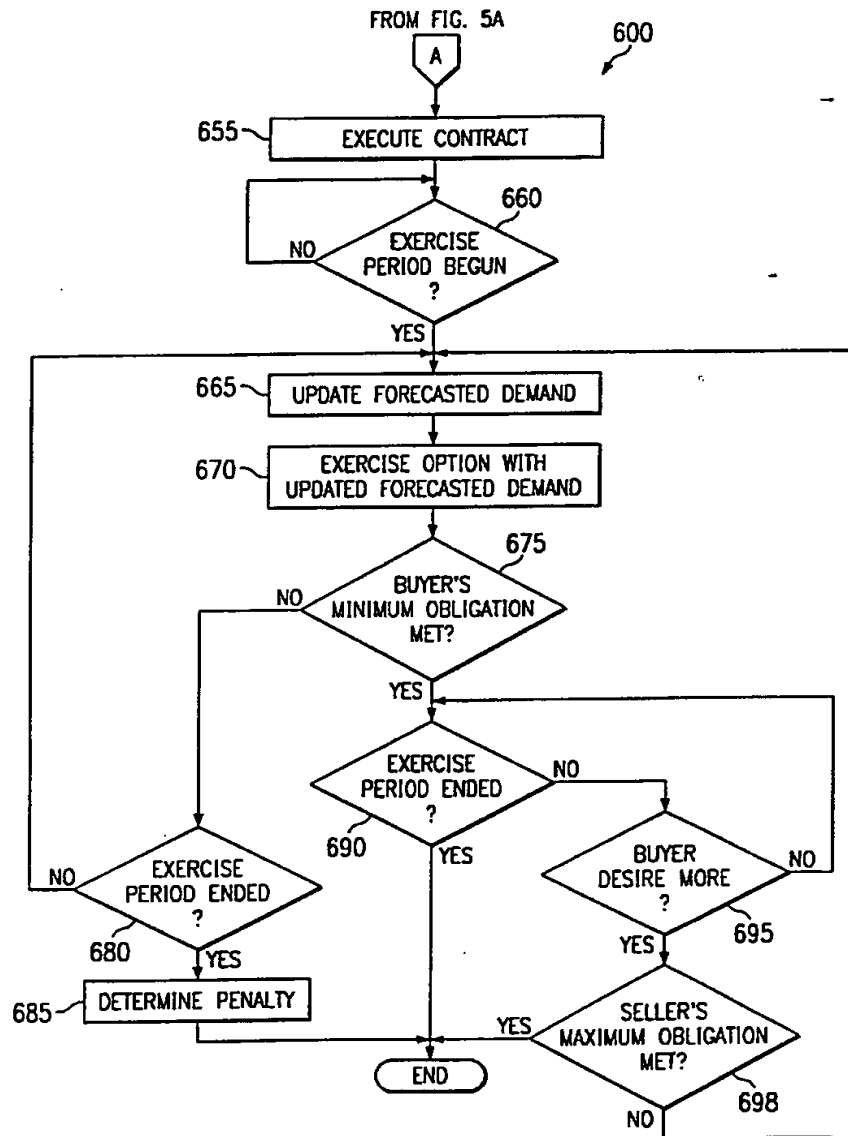 FROM FIG. 5A
A
600
655
EXECUTE CONTRACT
660
EXERCISE
PERIOD BEGUN
?
NO
YES
665
UPDATE FORECASTED DEMAND
670
EXERCISE OPTION WITH
UPDATED FORECASTED DEMAND
675
BUYER'S
MINIMUM OBLIGATION
MET?
NO
YES
EXERCISE
PERIOD ENDED
?
690
NO
YES
BUYER
DESIRE MORE
?
695
NO
YES
EXERCISE
PERIOD ENDED
?
680
NO
YES
685
DETERMINE PENALTY
SELLER'S
MAXIMUM OBLIGATION
MET?
698
YES
NO
END